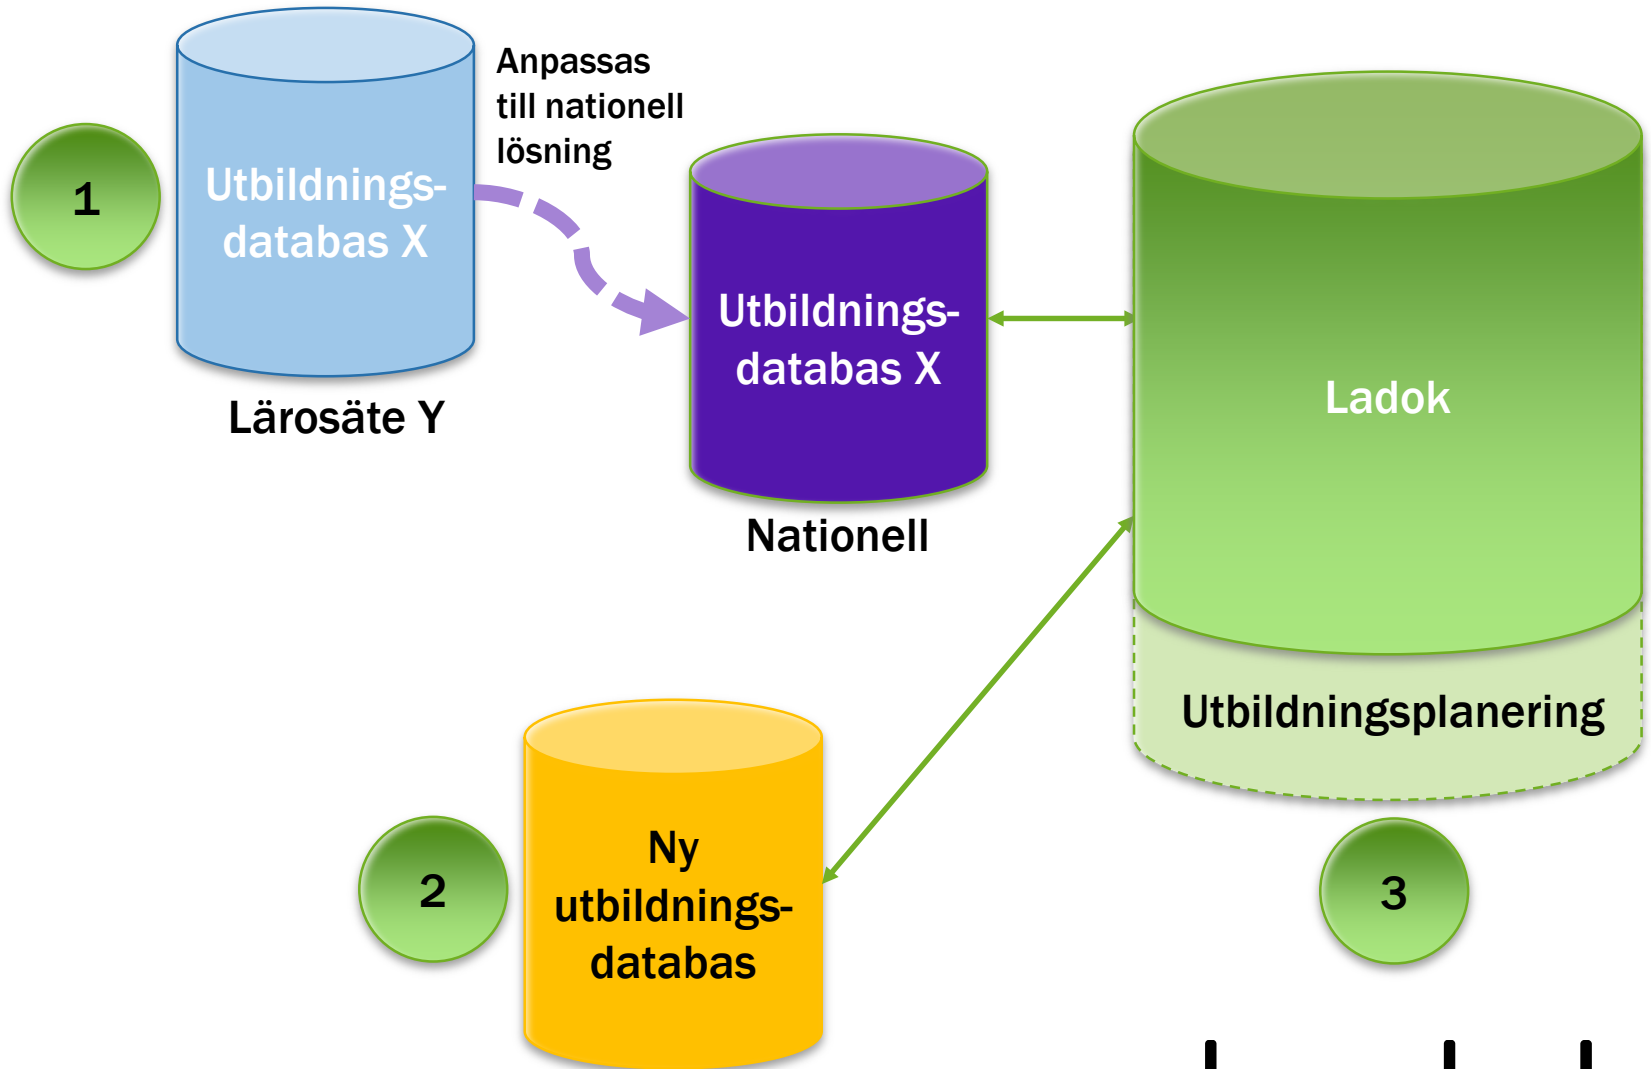 Anpassas
till nationell
lösning
1
Utbildnings-
databas X
Lärosäte Y
Utbildnings-
databas X
Nationell
Ladok
Utbildningsplanering
2
Ny
utbildnings-
databas
3